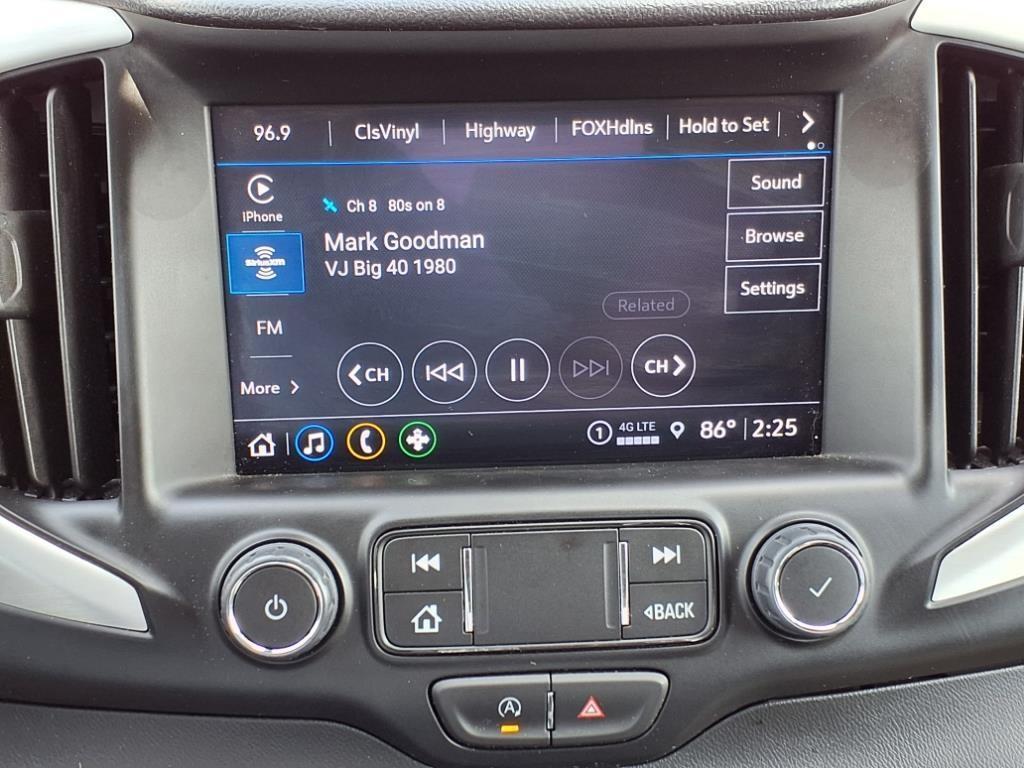 96.9 ClsVinyl Highway FOXHdlns Hold to Set
iPhone
Ch 8 80s on 8
Sound
SiriusXM
Mark Goodman
VJ Big 40 1980
Browse
Related
Settings
FM
More
CH
CH
1 4G LTE 86° 2:25
BACK
A